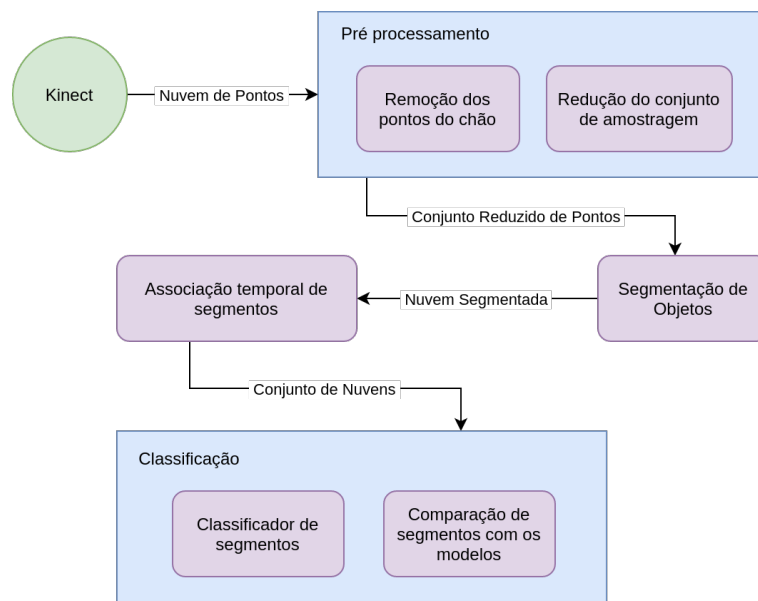 Pré processamento
Kinect
Nuvem de Pontos
Remoção dos
pontos do chão
Redução do conjunto
de amostragem
Conjunto Reduzido de Pontos
Associação temporal de
segmentos
Nuvem Segmentada
Segmentação de
Objetos
Conjunto de Nuvens
Classificação
Classificador de
segmentos
Comparação de
segmentos com os
modelos